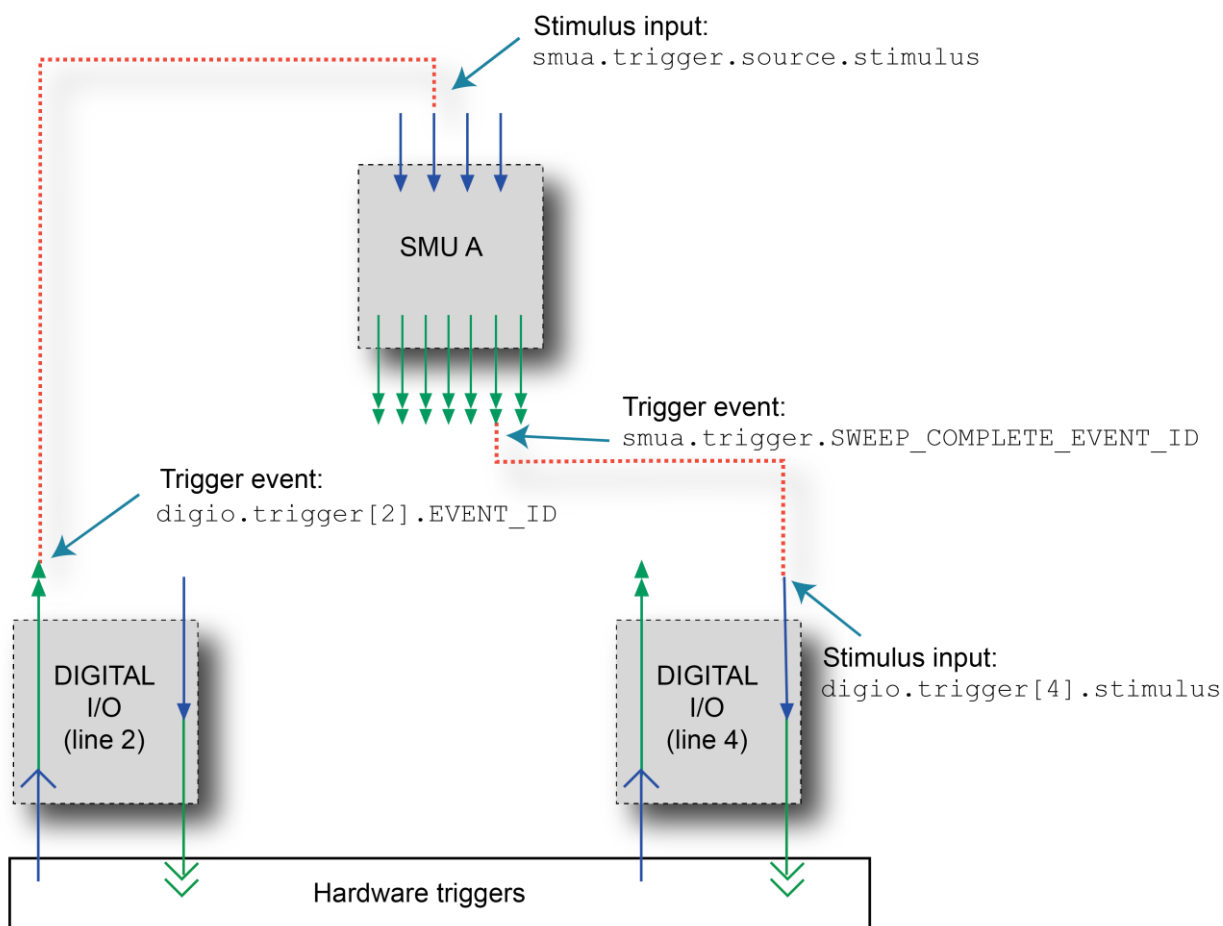 Stimulus input:
smua.trigger.source.stimulus
SMU A
Trigger event:
smua.trigger.SWEEP_COMPLETE_EVENT_ID
Trigger event:
digio.trigger[2].EVENT_ID
DIGITAL
I/O
(line 2)
DIGITAL
I/O
(line 4)
Stimulus input:
digio.trigger[4].stimulus
Hardware triggers